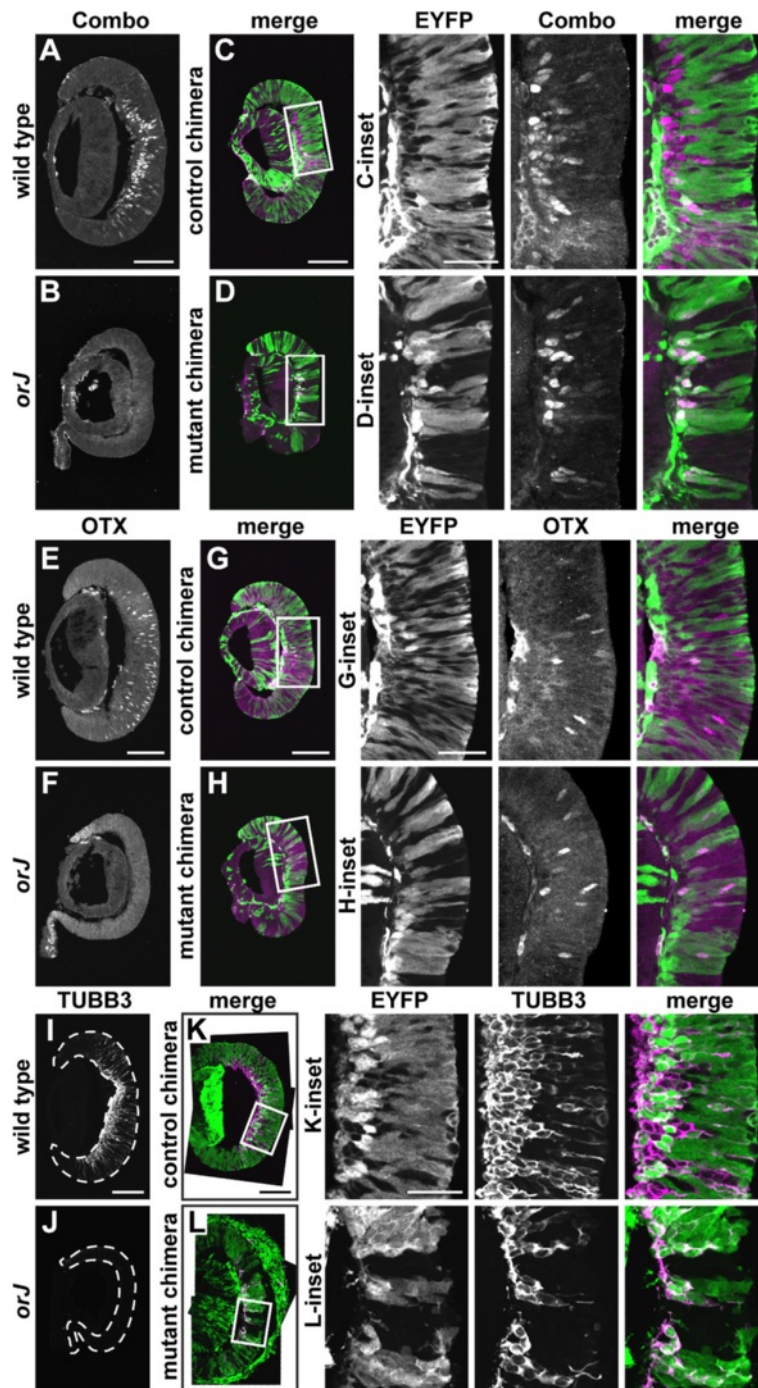 Combo merge EYFP Combo merge
A C
wild type control chimera C-inset
B D
orJ mutant chimera D-inset
OTX merge EYFP OTX merge
E G
wild type control chimera G-inset
F H
orJ mutant chimera H-inset
TUBB3 merge EYFP TUBB3 merge
I K
wild type control chimera K-inset
J L
orJ mutant chimera L-inset